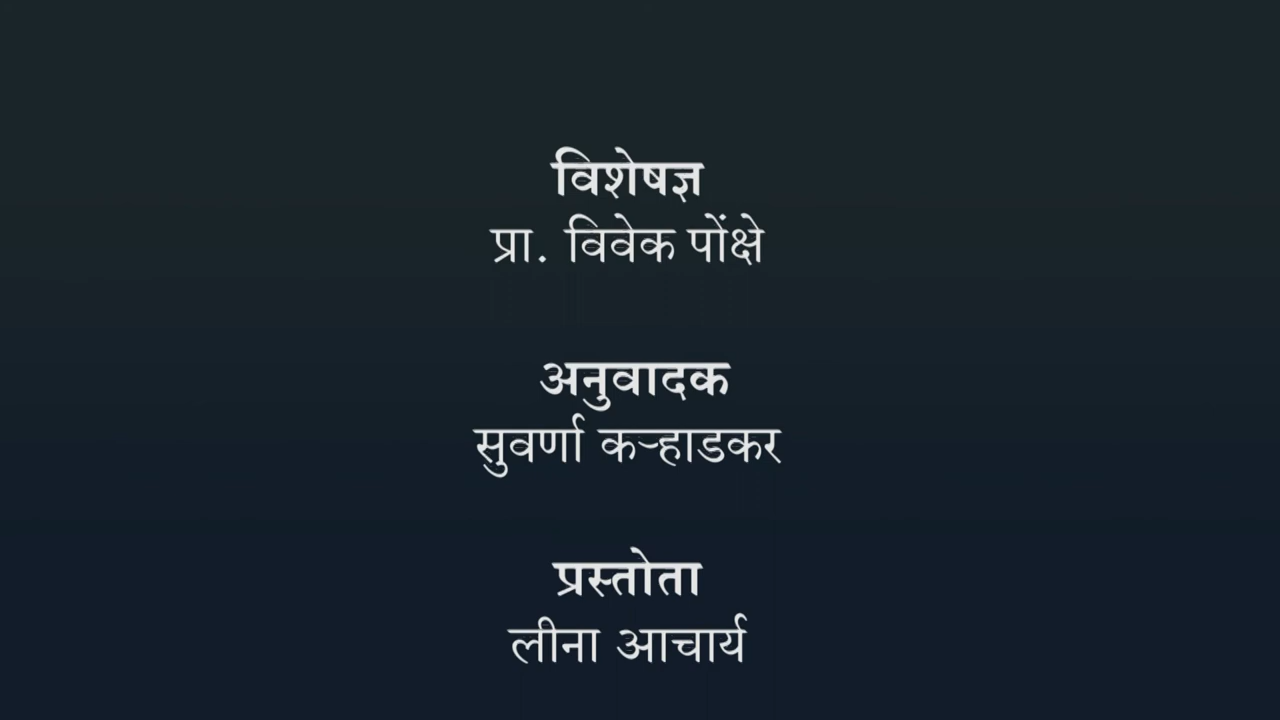 विशेषज्ञ
प्रा. विवेक पोंक्षे
अनुवादक
सुवर्णा कऱ्हाडकर
प्रस्तोता
लीना आचार्य